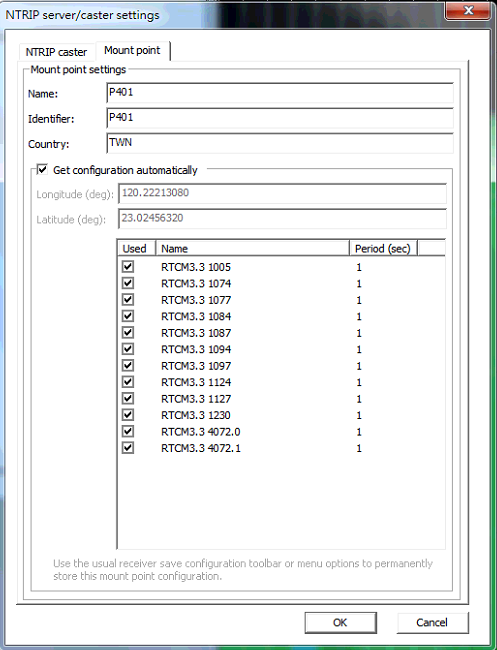 NTRIP server/caster settings
NTRIP caster Mount point
Mount point settings
Name: P401
Identifier: P401
Country: TWN
Get configuration automatically
Longitude (deg): 120.22213080
Latitude (deg): 23.02456320
Used Name Period (sec)
RTCM3.3 1005 1
RTCM3.3 1074 1
RTCM3.3 1077 1
RTCM3.3 1084 1
RTCM3.3 1087 1
RTCM3.3 1094 1
RTCM3.3 1097 1
RTCM3.3 1124 1
RTCM3.3 1127 1
RTCM3.3 1230 1
RTCM3.3 4072.0 1
RTCM3.3 4072.1 1
Use the usual receiver save configuration toolbar or menu options to permanently
store this mount point configuration.
OK Cancel